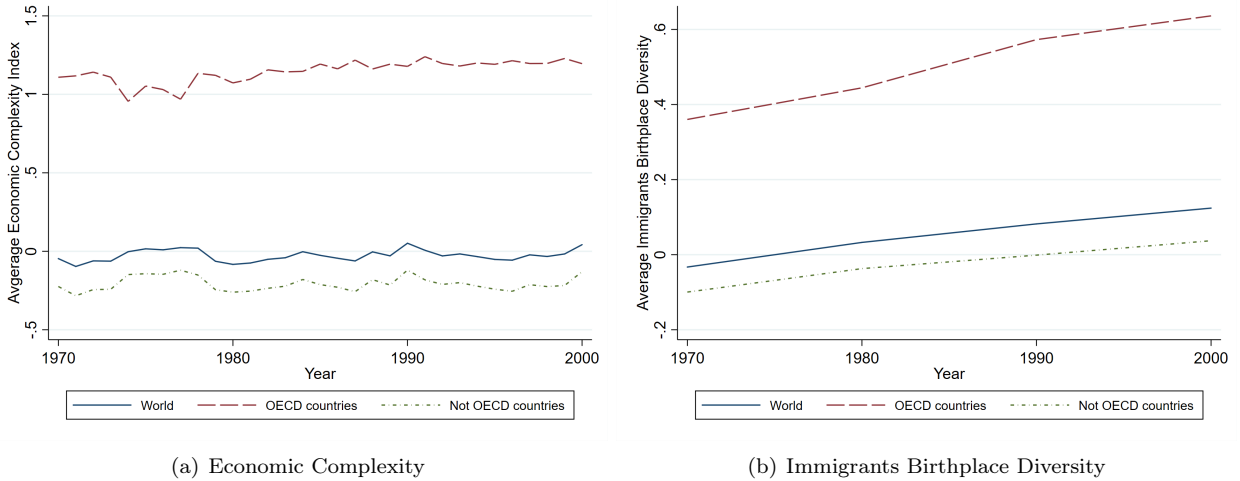 Avgerage Economic Complexity Index
1.5
1
.5
0
-.5
1970
1980
1990
2000
Year
World
OECD countries
Not OECD countries
(a) Economic Complexity
Average Immigrants Birthplace Diversity
.6
.4
.2
0
-.2
1970
1980
1990
2000
Year
World
OECD countries
Not OECD countries
(b) Immigrants Birthplace Diversity